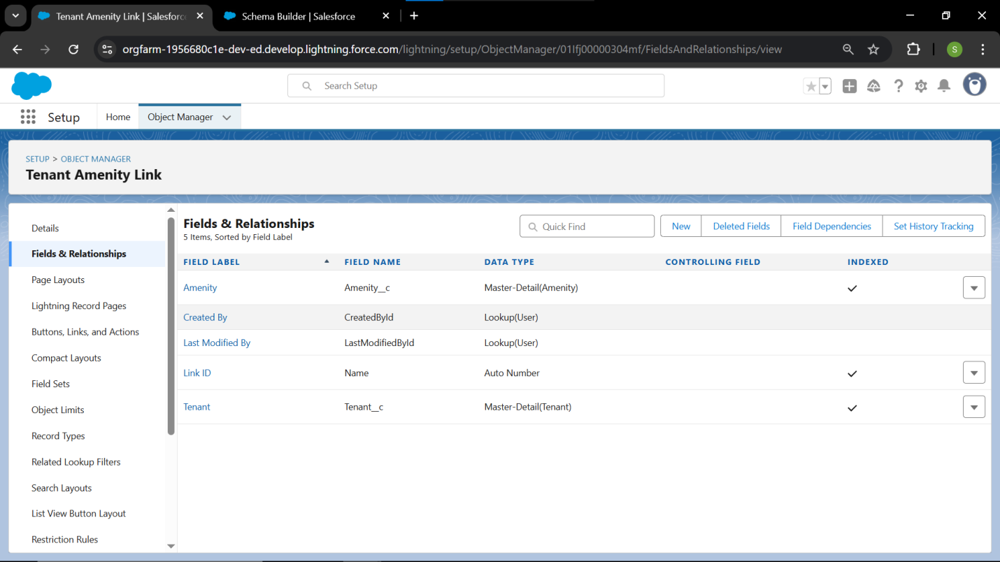 Tenant Amenity Link | Salesforc
Schema Builder | Salesforce
orgfarm-1956680c1e-dev-ed.develop.lightning.force.com/lightning/setup/ObjectManager/01Ifj00000304mf/FieldsAndRelationships/view
S
Search Setup
Setup
Home
Object Manager
SETUP > OBJECT MANAGER
Tenant Amenity Link
Details
Fields & Relationships
Page Layouts
Lightning Record Pages
Buttons, Links, and Actions
Compact Layouts
Field Sets
Object Limits
Record Types
Related Lookup Filters
Search Layouts
List View Button Layout
Restriction Rules
Fields & Relationships
5 Items, Sorted by Field Label
Quick Find
New
Deleted Fields
Field Dependencies
Set History Tracking
FIELD LABEL FIELD NAME DATA TYPE CONTROLLING FIELD INDEXED
Amenity Amenity__c Master-Detail(Amenity)
Created By CreatedById Lookup(User)
Last Modified By LastModifiedById Lookup(User)
Link ID Name Auto Number
Tenant Tenant__c Master-Detail(Tenant)